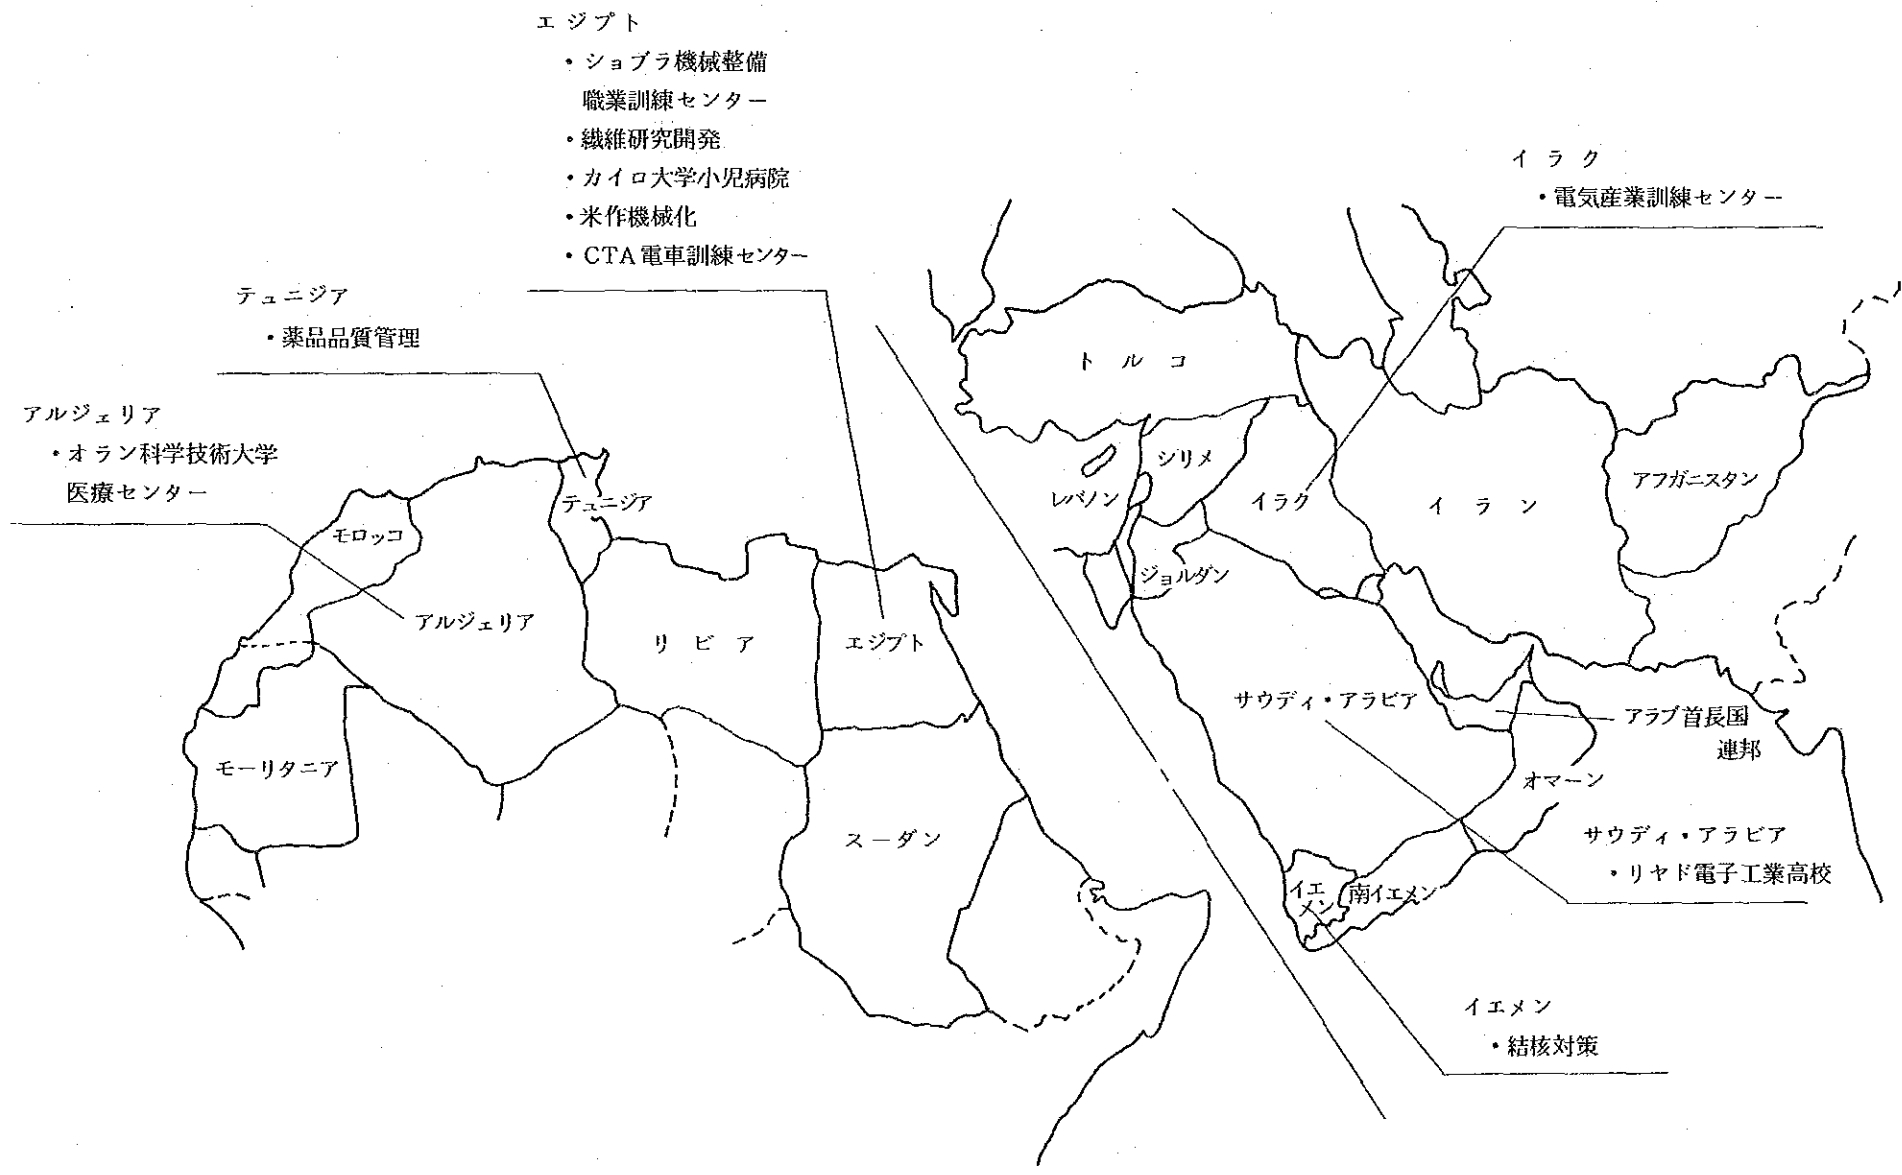 エジプト
・ショブラ機械整備
職業訓練センター
・繊維研究開発
・カイロ大学小児病院
・米作機械化
・CTA電車訓練センター
テュニジア
・薬品品質管理
アルジェリア
・オラン科学技術大学
医療センター
イラク
・電気産業訓練センター
モロッコ
テュニジア
アルジェリア
リビア
エジプト
モーリタニア
スーダン
トルコ
シリメ
レバノン
イラク
イラン
アフガニスタン
ジョルダン
サウディ・アラビア
アラブ首長国
連邦
オマーン
イエ
メン
南イエメン
サウディ・アラビア
・リヤド電子工業高校
イエメン
・結核対策